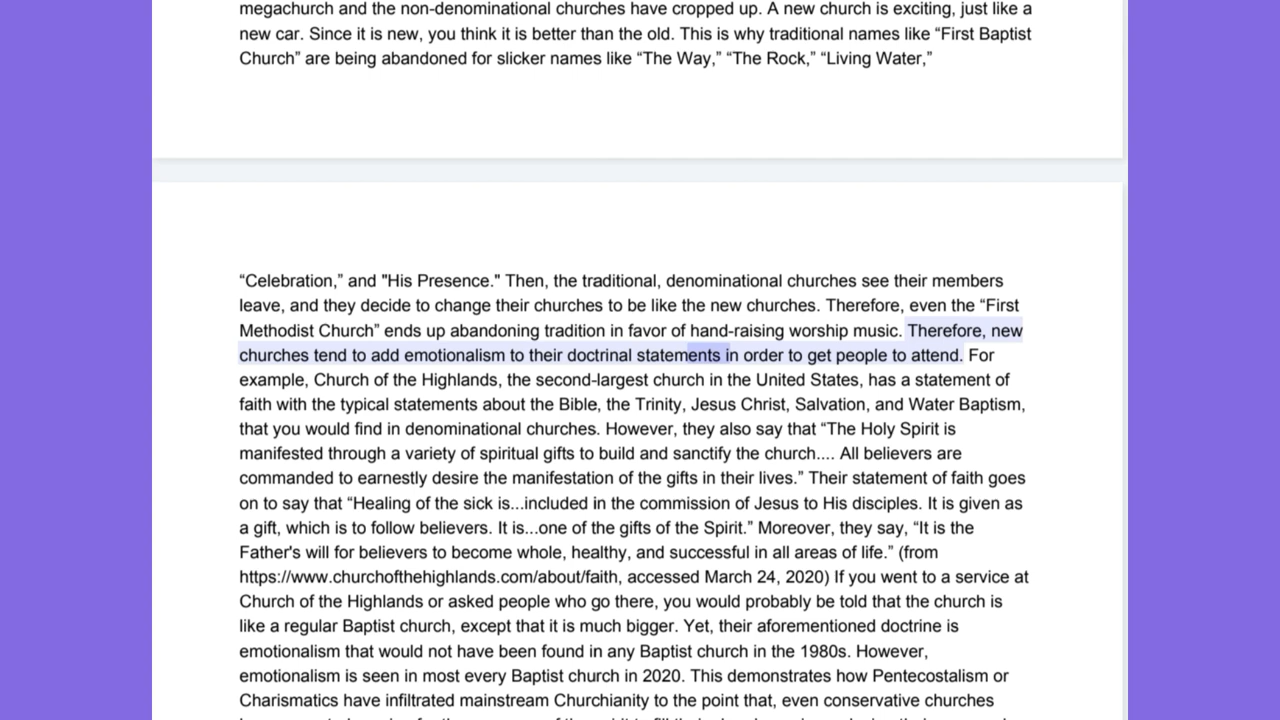 megachurch and the non-denominational churches have cropped up. A new church is exciting, just like a
new car. Since it is new, you think it is better than the old. This is why traditional names like “First Baptist
Church” are being abandoned for slicker names like “The Way,” “The Rock,” “Living Water,”
“Celebration,” and "His Presence." Then, the traditional, denominational churches see their members
leave, and they decide to change their churches to be like the new churches. Therefore, even the “First
Methodist Church” ends up abandoning tradition in favor of hand-raising worship music. Therefore, new
churches tend to add emotionalism to their doctrinal statements in order to get people to attend. For
example, Church of the Highlands, the second-largest church in the United States, has a statement of
faith with the typical statements about the Bible, the Trinity, Jesus Christ, Salvation, and Water Baptism,
that you would find in denominational churches. However, they also say that “The Holy Spirit is
manifested through a variety of spiritual gifts to build and sanctify the church.... All believers are
commanded to earnestly desire the manifestation of the gifts in their lives.” Their statement of faith goes
on to say that “Healing of the sick is...included in the commission of Jesus to His disciples. It is given as
a gift, which is to follow believers. It is...one of the gifts of the Spirit.” Moreover, they say, “It is the
Father's will for believers to become whole, healthy, and successful in all areas of life.” (from
https://www.churchofthehighlands.com/about/faith, accessed March 24, 2020) If you went to a service at
Church of the Highlands or asked people who go there, you would probably be told that the church is
like a regular Baptist church, except that it is much bigger. Yet, their aforementioned doctrine is
emotionalism that would not have been found in any Baptist church in the 1980s. However,
emotionalism is seen in most every Baptist church in 2020. This demonstrates how Pentecostalism or
Charismatics have infiltrated mainstream Churchianity to the point that, even conservative churches